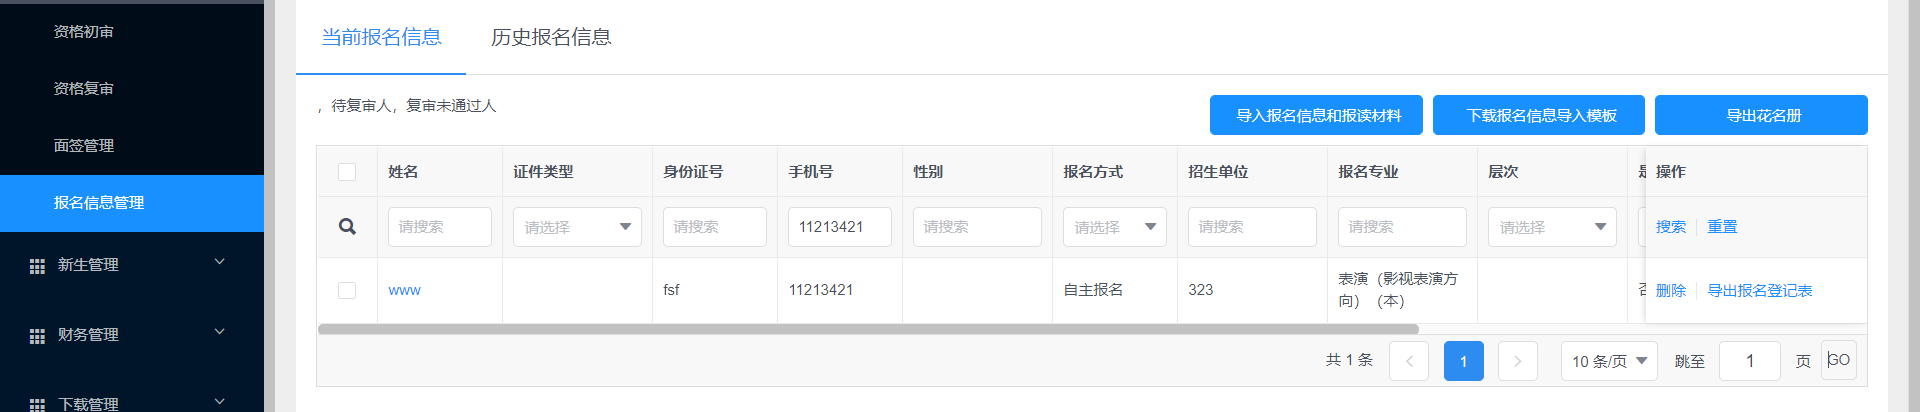 资格初审
资格复审
面签管理
报名信息管理
新生管理
财务管理
下载管理
当前报名信息 历史报名信息
，待复审人，复审未通过人
导入报名信息和报读材料 下载报名信息导入模板 导出花名册
姓名 证件类型 身份证号 手机号 性别 报名方式 招生单位 报名专业 层次 操作
请搜索 请选择 请搜索 11213421 请搜索 请选择 请搜索 请搜索 请选择 搜索 重置
www fsf 11213421 自主报名 323 表演（影视表演方
向）（本） 删除 导出报名登记表
共 1 条 1 10 条/页 跳至 1 页 GO